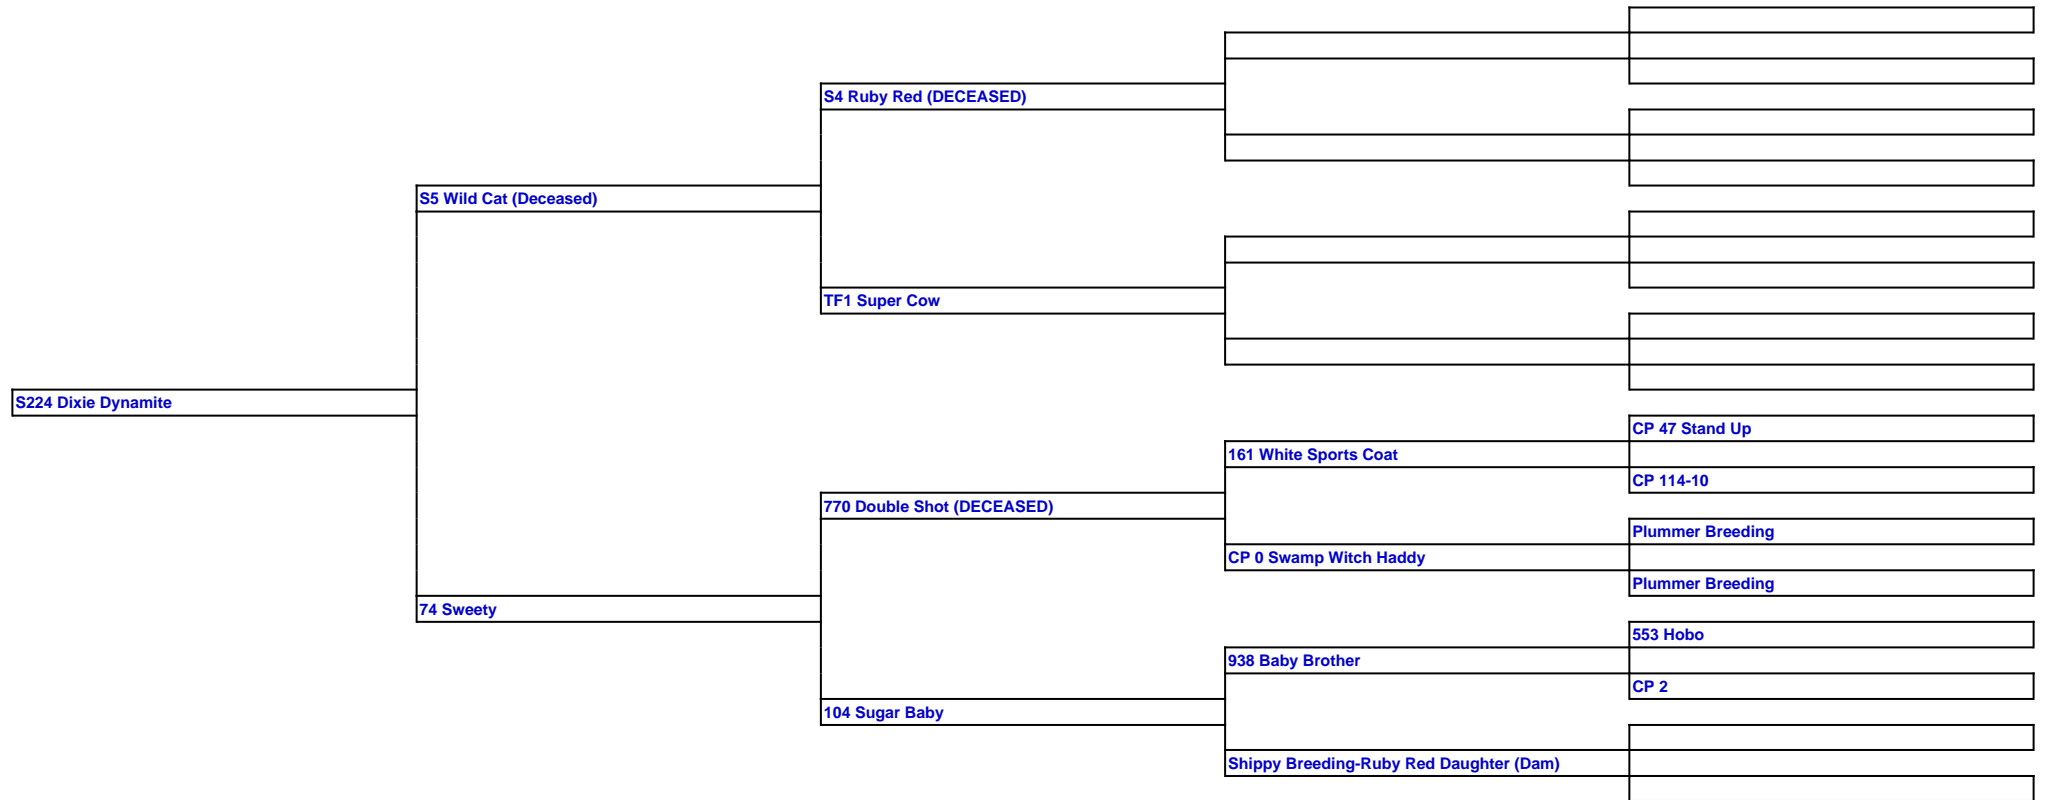 S4 Ruby Red (DECEASED)
S5 Wild Cat (Deceased)
TF1 Super Cow
S224 Dixie Dynamite
CP 47 Stand Up
161 White Sports Coat
CP 114-10
770 Double Shot (DECEASED)
Plummer Breeding
CP 0 Swamp Witch Haddy
Plummer Breeding
74 Sweety
553 Hobo
938 Baby Brother
CP 2
104 Sugar Baby
Shippy Breeding-Ruby Red Daughter (Dam)